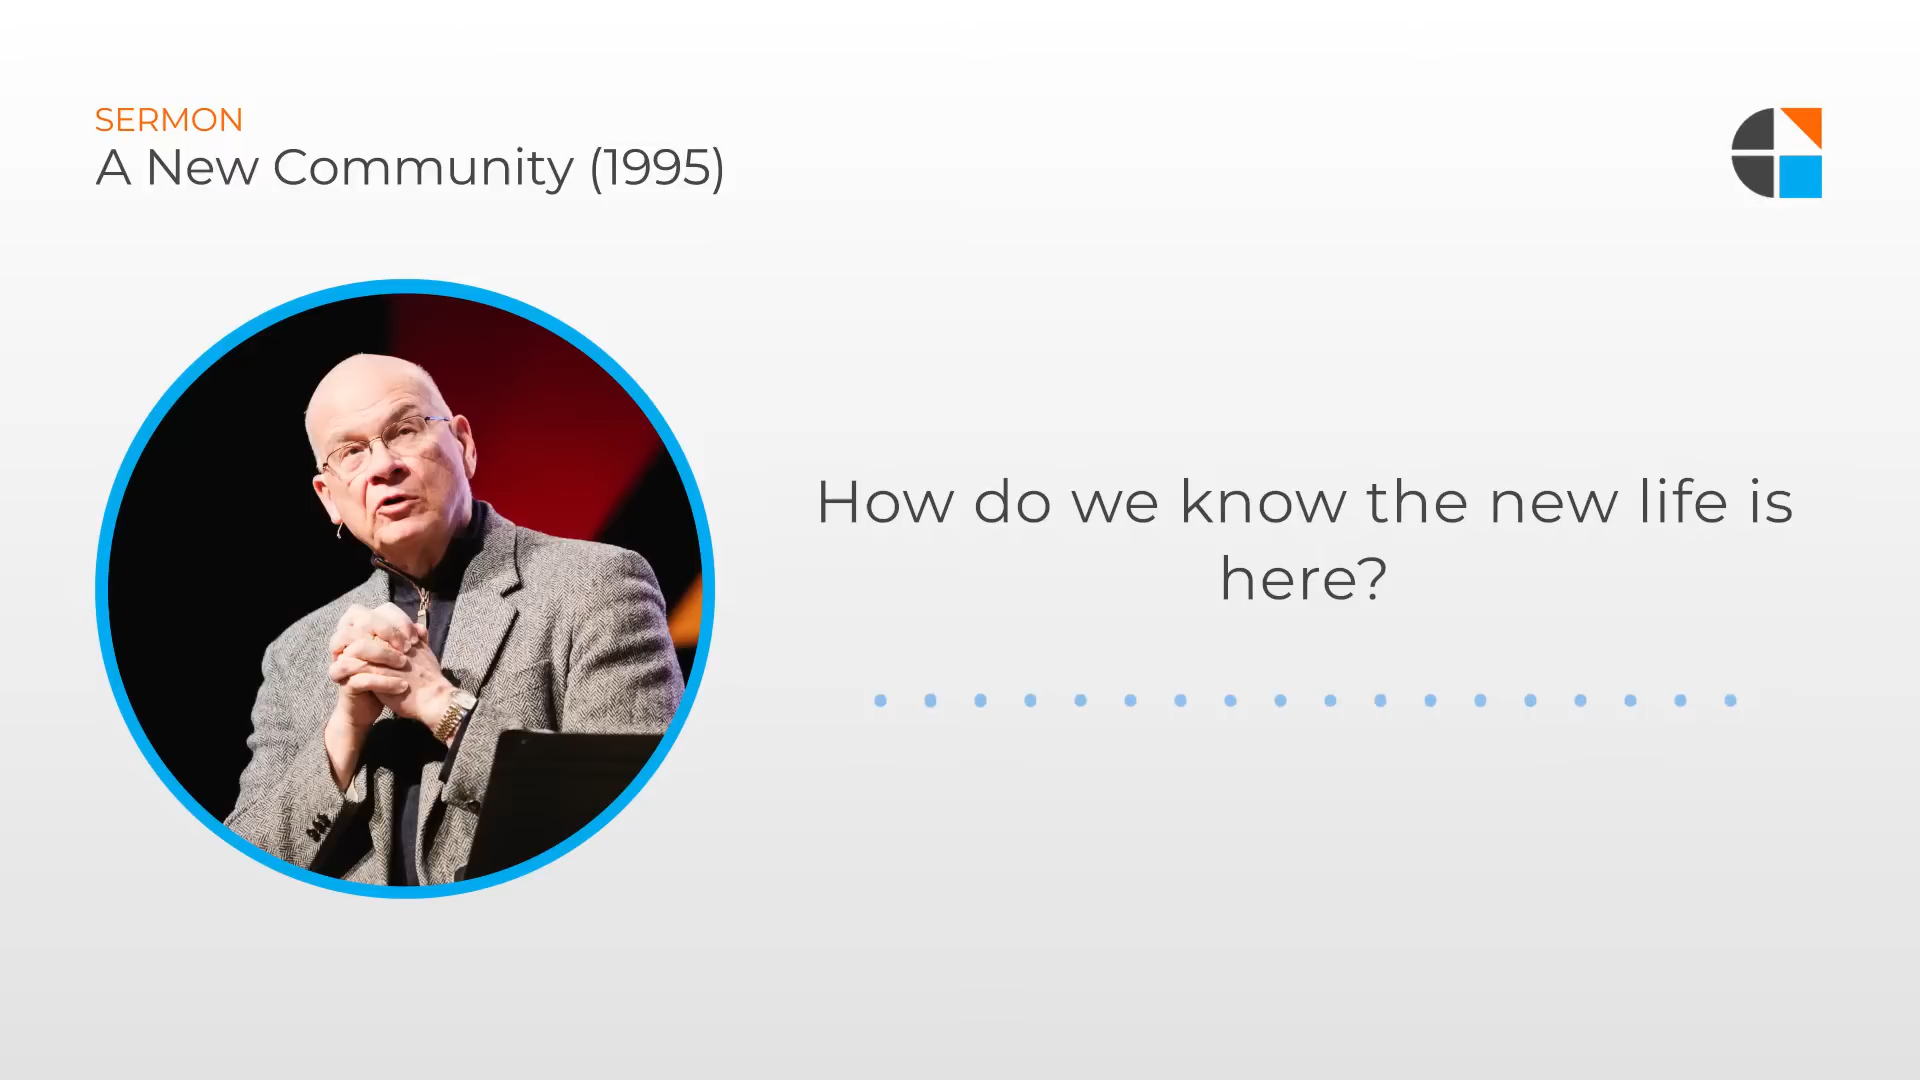 SERMON
A New Community (1995)
How do we know the new life is
here?